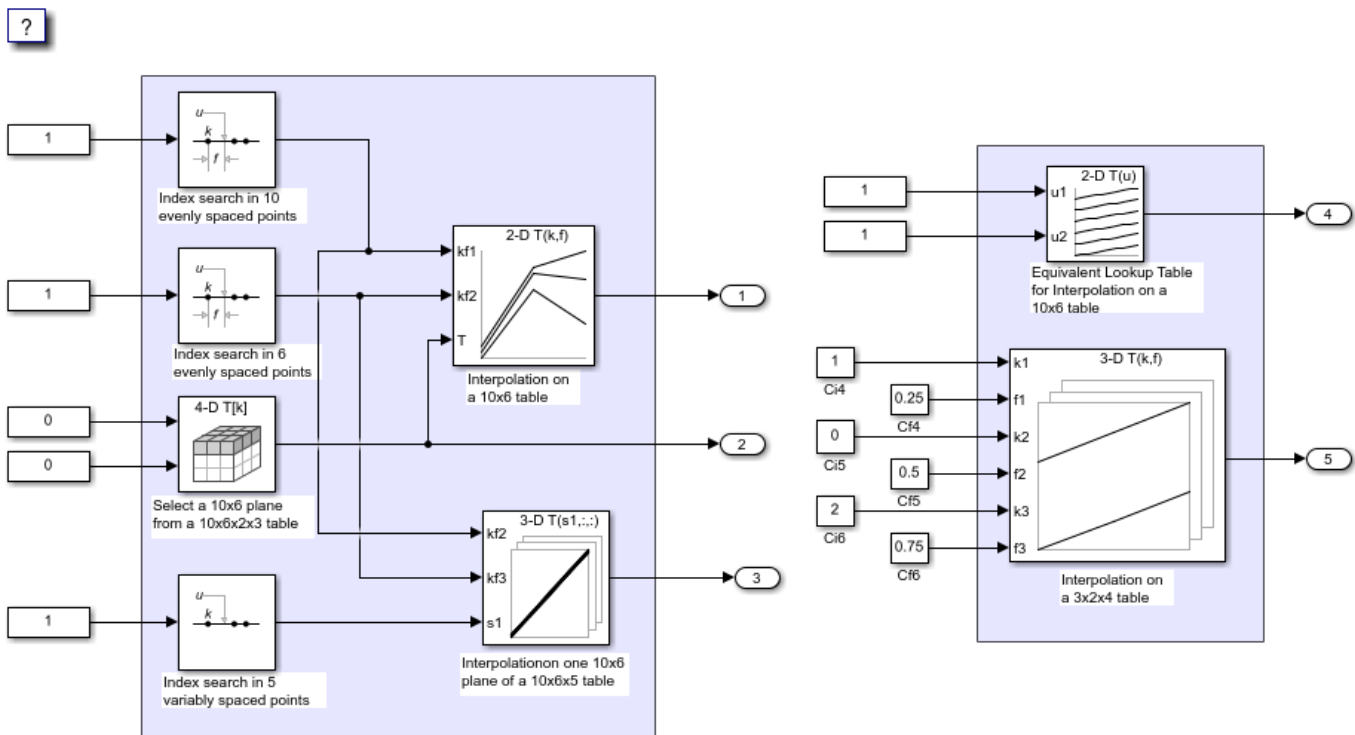 ?
1
u
k
f
Index search in 10
evenly spaced points
1
u
k
f
Index search in 6
evenly spaced points
2-D T(k,f)
kf1
kf2
T
Interpolation on
a 10x6 table
1
0
0
4-D T[k]
Select a 10x6 plane
from a 10x6x2x3 table
2
1
u
k
Index search in 5
variably spaced points
3-D T(s1,:,:)
kf2
kf3
s1
Interpolationon one 10x6
plane of a 10x6x5 table
3
1
1
2-D T(u)
u1
u2
Equivalent Lookup Table
for Interpolation on a
10x6 table
4
1
Ci4
0.25
Cf4
0
Ci5
0.5
Cf5
2
Ci6
0.75
Cf6
3-D T(k,f)
k1
f1
k2
f2
k3
f3
Interpolation on
a 3x2x4 table
5